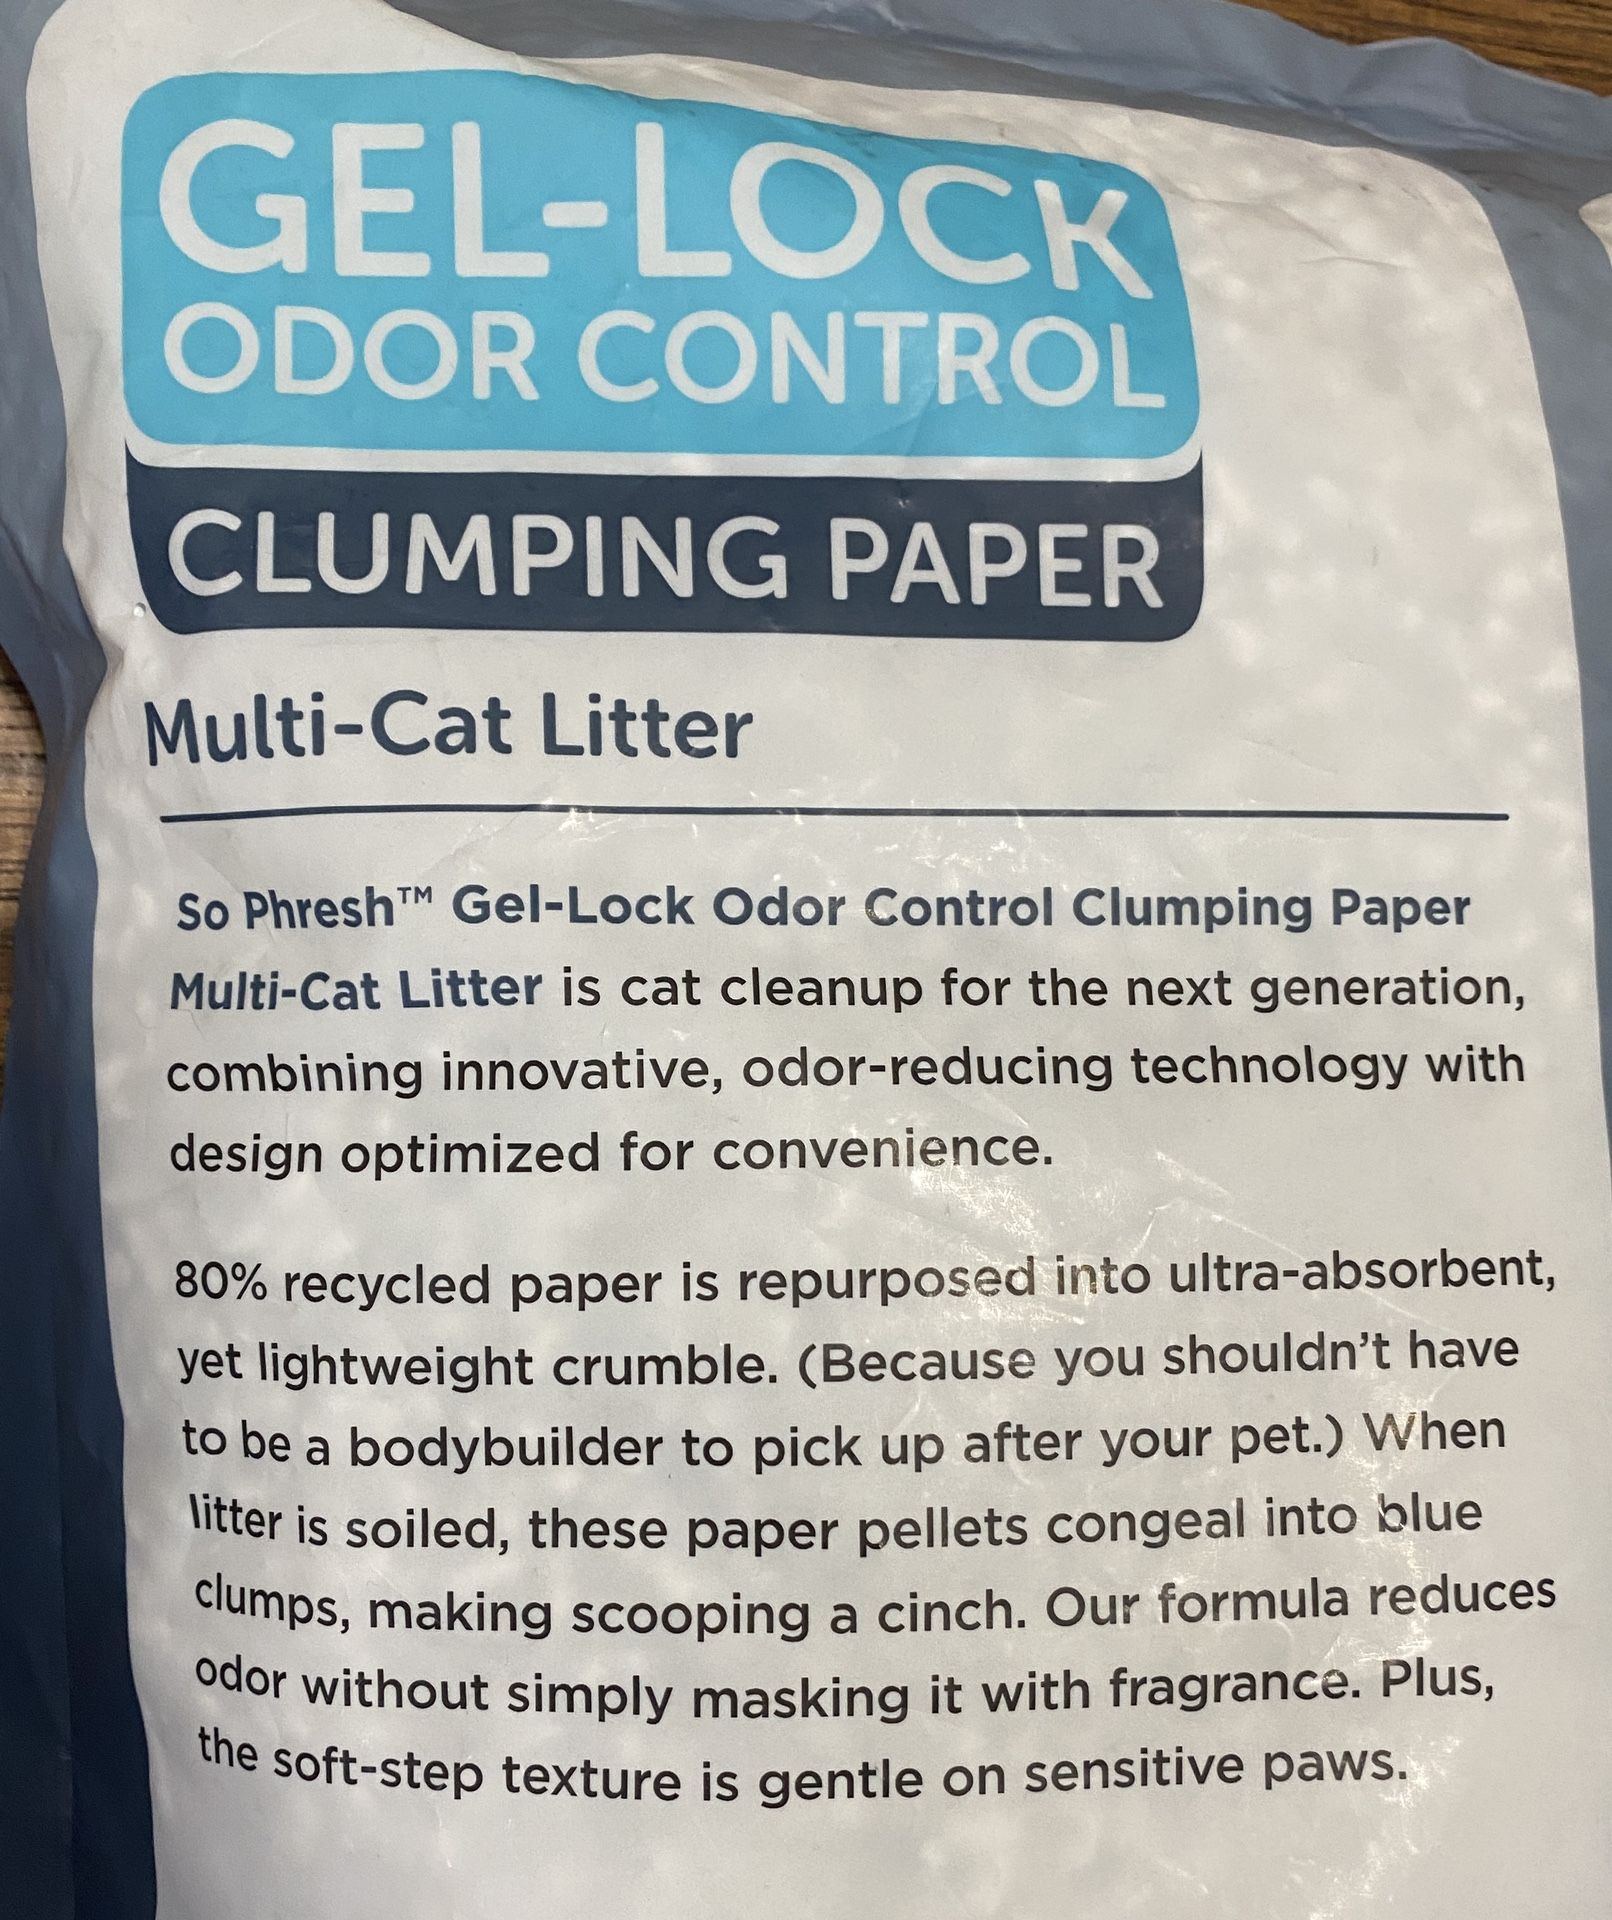 GEL-LOCK
ODOR CONTROL
CLUMPING PAPER
Multi-Cat Litter
So Phresh™ Gel-Lock Odor Control Clumping Paper
Multi-Cat Litter is cat cleanup for the next generation,
combining innovative, odor-reducing technology with
design optimized for convenience.
80% recycled paper is repurposed into ultra-absorbent,
yet lightweight crumble. (Because you shouldn't have
to be a bodybuilder to pick up after your pet.) When
litter is soiled, these paper pellets congeal into blue
clumps, making scooping a cinch. Our formula reduces
odor without simply masking it with fragrance. Plus,
the soft-step texture is gentle on sensitive paws.